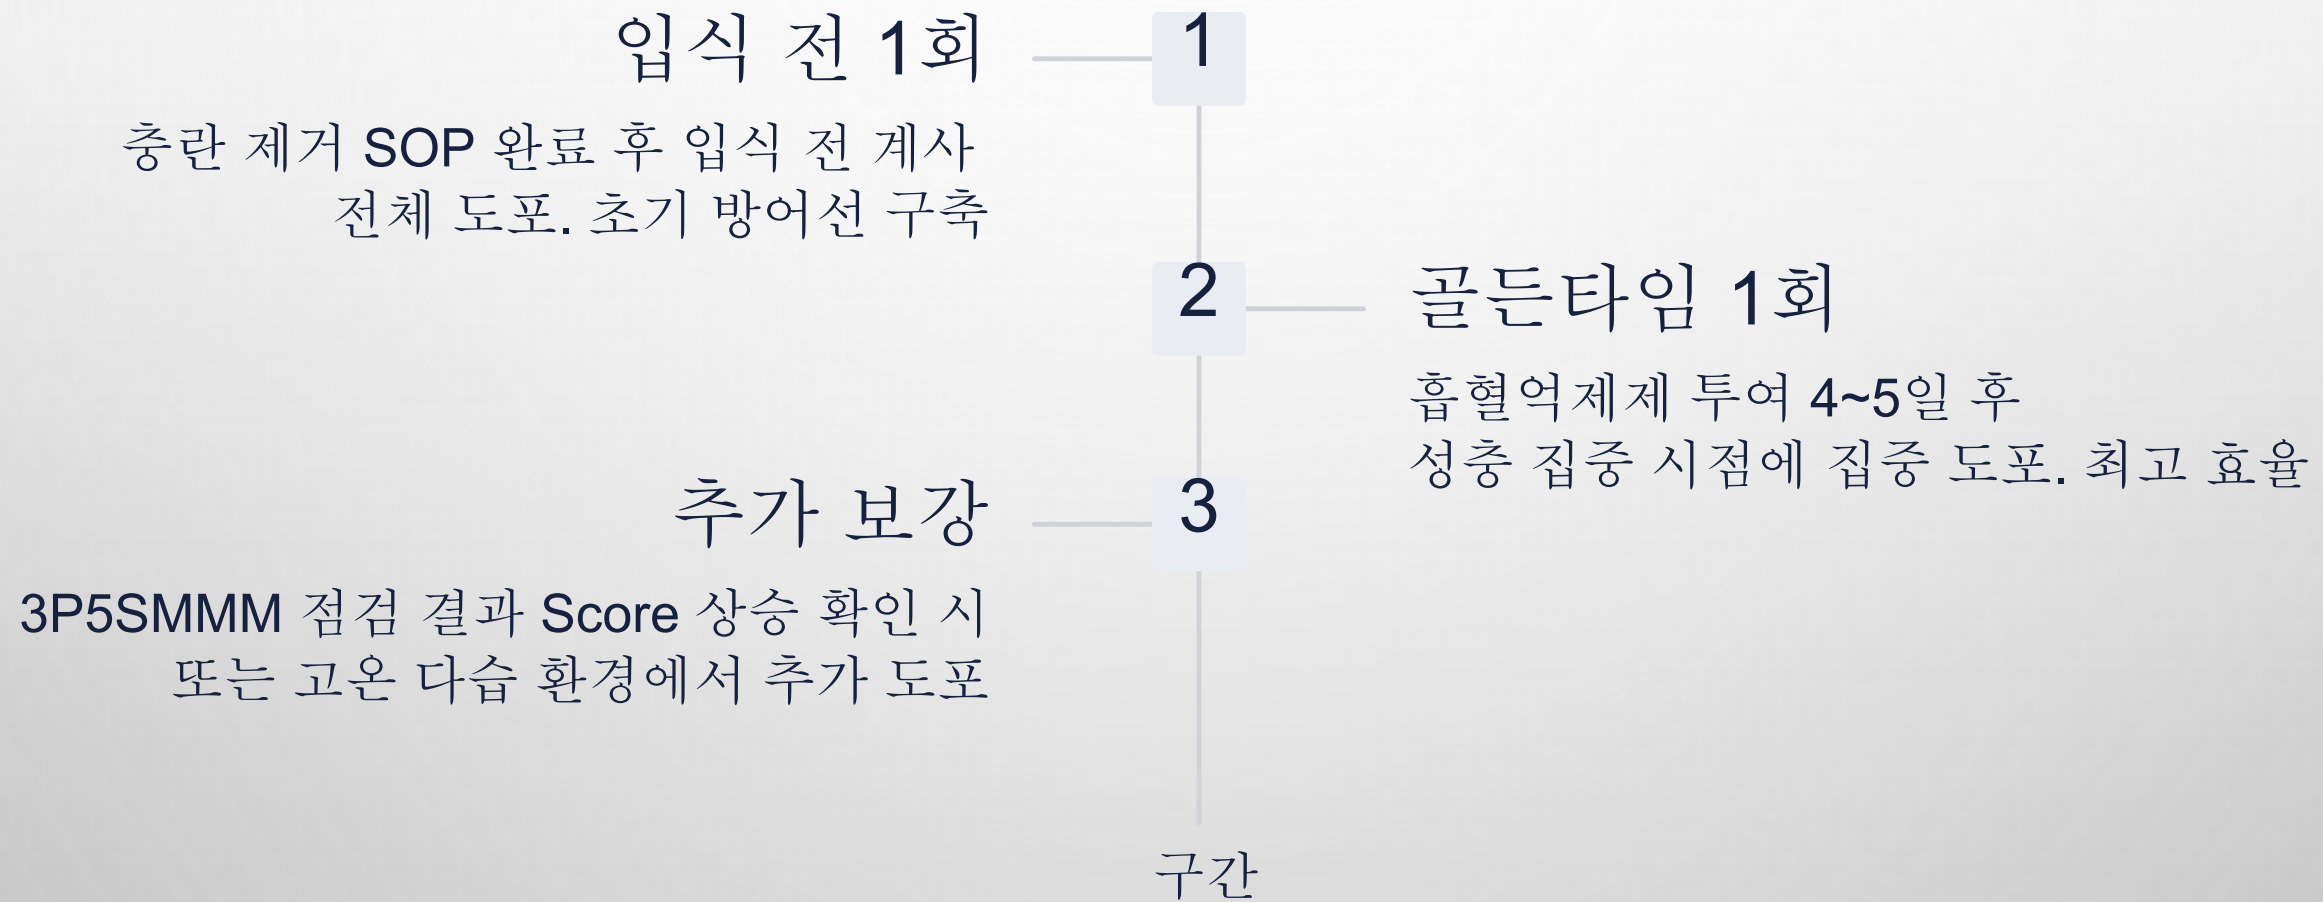 입식 전 1회
1
충란 제거 SOP 완료 후 입식 전 계사
전체 도포. 초기 방어선 구축
2
골든타임 1회
흡혈억제제 투여 4~5일 후
성충 집중 시점에 집중 도포. 최고 효율
추가 보강
3
3P5SMMM 점검 결과 Score 상승 확인 시
또는 고온 다습 환경에서 추가 도포
구간